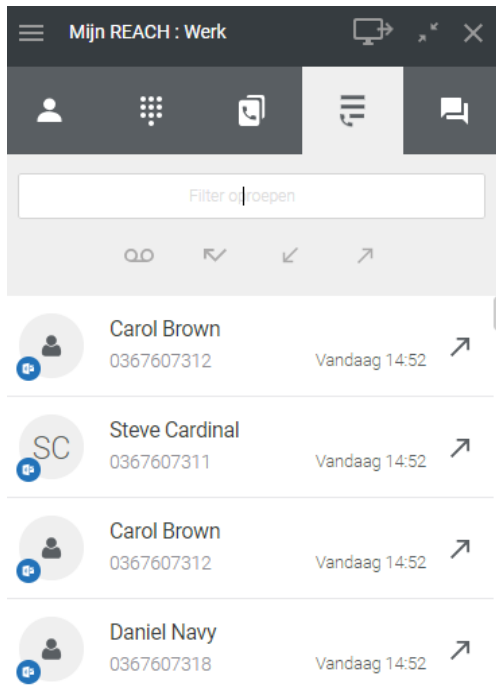 Mijn REACH : Werk
Filter oproepen
Carol Brown
0367607312 Vandaag 14:52
SC Steve Cardinal
0367607311 Vandaag 14:52
Carol Brown
0367607312 Vandaag 14:52
Daniel Navy
0367607318 Vandaag 14:52